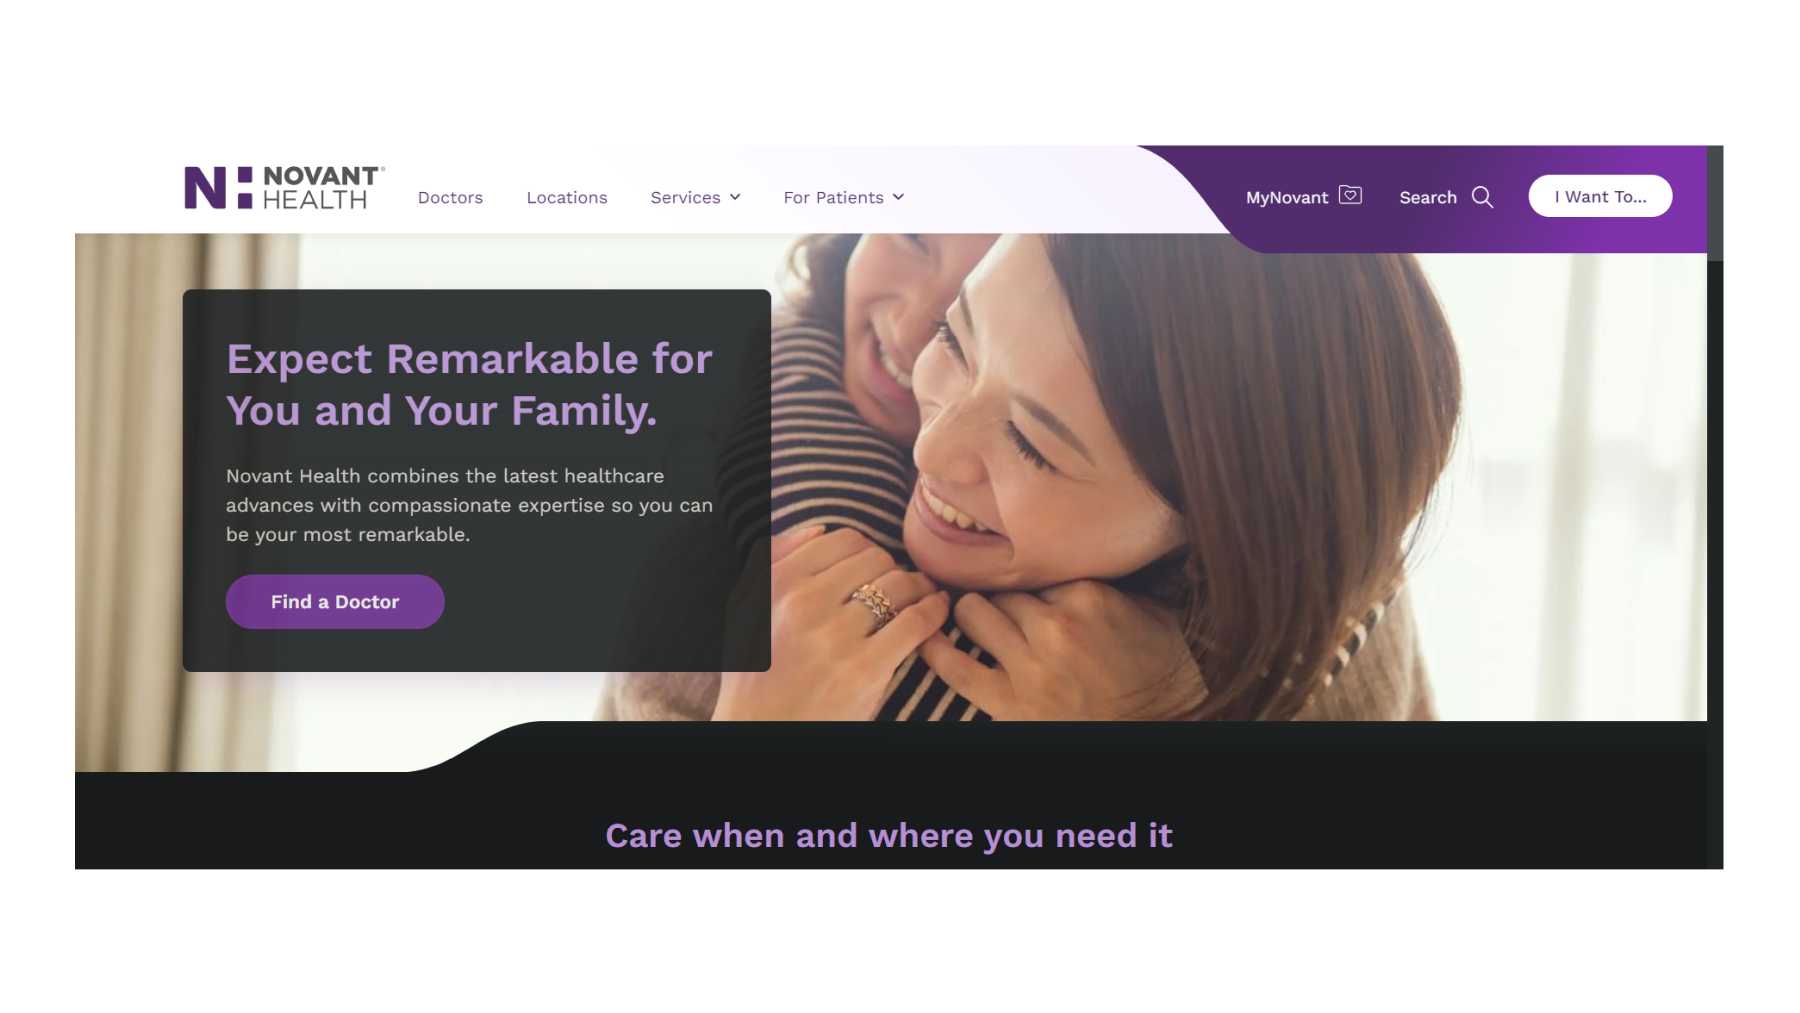 NOVANT®
HEALTH
Doctors
Locations
Services
For Patients
MyNovant
Search
I Want To...
Expect Remarkable for
You and Your Family.
Novant Health combines the latest healthcare
advances with compassionate expertise so you can
be your most remarkable.
Find a Doctor
Care when and where you need it